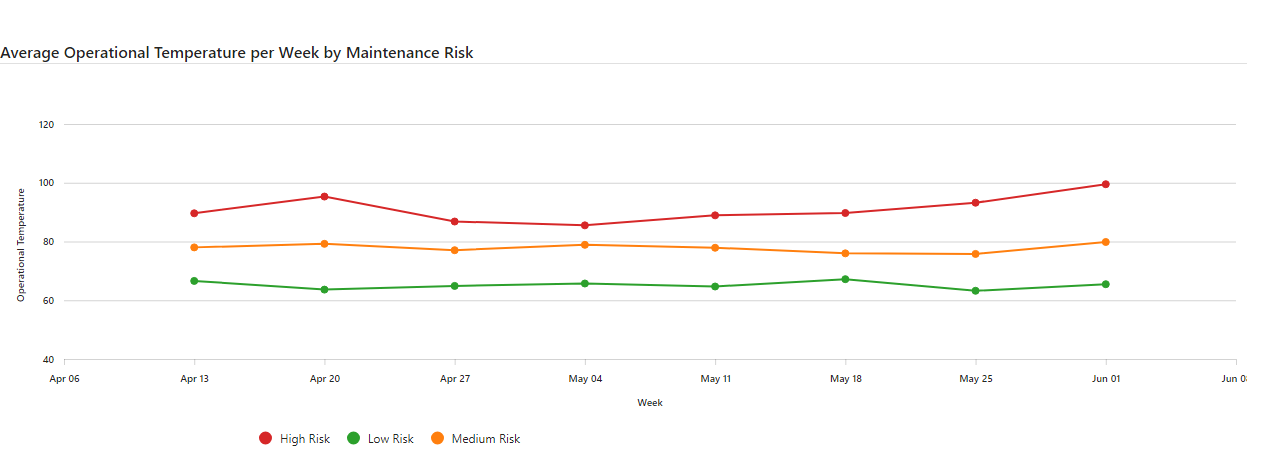 Average Operational Temperature per Week by Maintenance Risk
120
100
80
60
40
Operational Temperature
Apr 06 Apr 13 Apr 20 Apr 27 May 04 May 11 May 18 May 25 Jun 01 Jun
Week
High Risk Low Risk Medium Risk